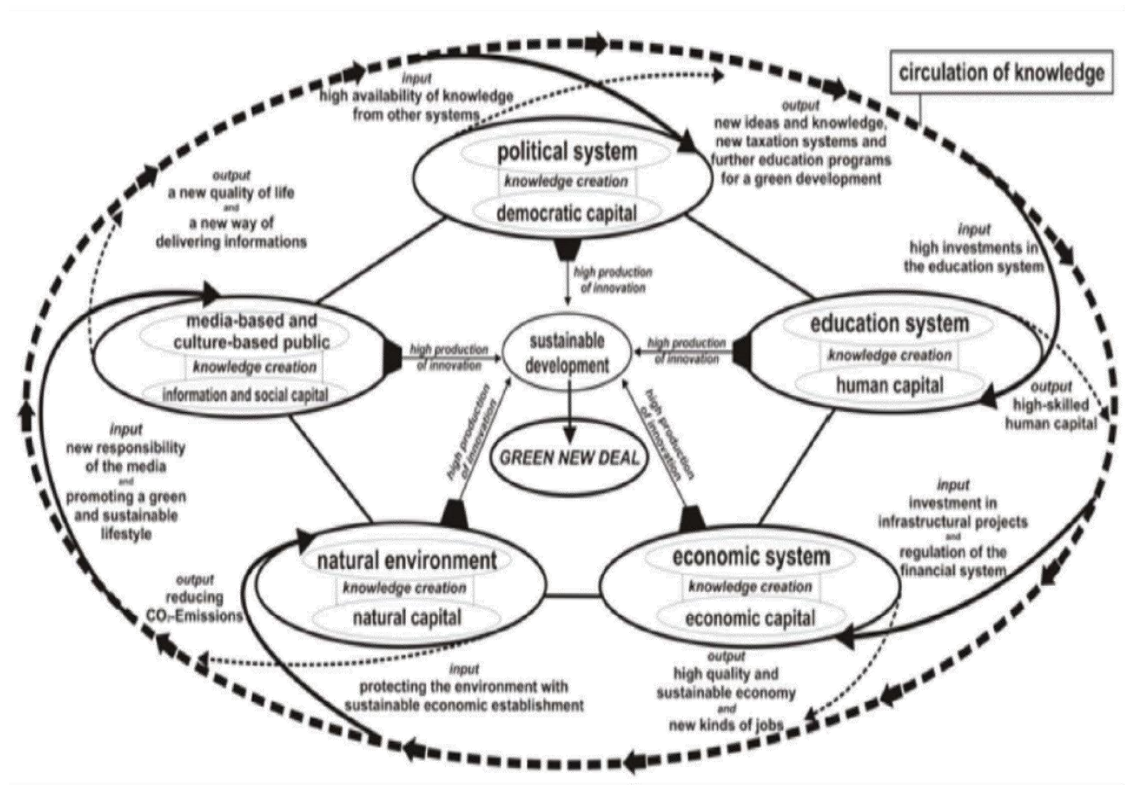 circulation of knowledge
input
high availability of knowledge
from other systems
output
new ideas and knowledge,
new taxation systems and
further education programs
for a green development
political system
knowledge creation
democratic capital
high production
of innovation
output
a new quality of life
and
a new way of
delivering informations
input
high investments in
the education system
media-based and
culture-based public
knowledge creation
information and social capital
high production
of innovation
sustainable
development
high production
of innovation
education system
knowledge creation
human capital
output
high-skilled
human capital
GREEN NEW DEAL
high production
of innovation
high production
of innovation
input
new responsibility
of the media
and
promoting a green
and sustainable
lifestyle
input
investment in
infrastructural projects
and
regulation of the
financial system
natural environment
knowledge creation
natural capital
economic system
knowledge creation
economic capital
output
reducing
CO₂-Emissions
input
protecting the environment with
sustainable economic establishment
output
high quality and
sustainable economy
and
new kinds of jobs